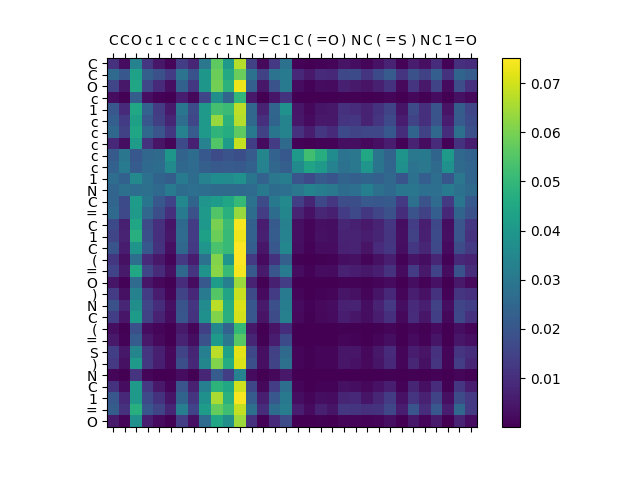 CCOc1ccccc1NC=C1C(=O)NC(=S)NC1=O
C
C
O
c
1
c
c
c
c
c
1
N
C
=
C
1
C
(
=
O
)
N
C
(
=
S
)
N
C
1
=
O
0.07
0.06
0.05
0.04
0.03
0.02
0.01